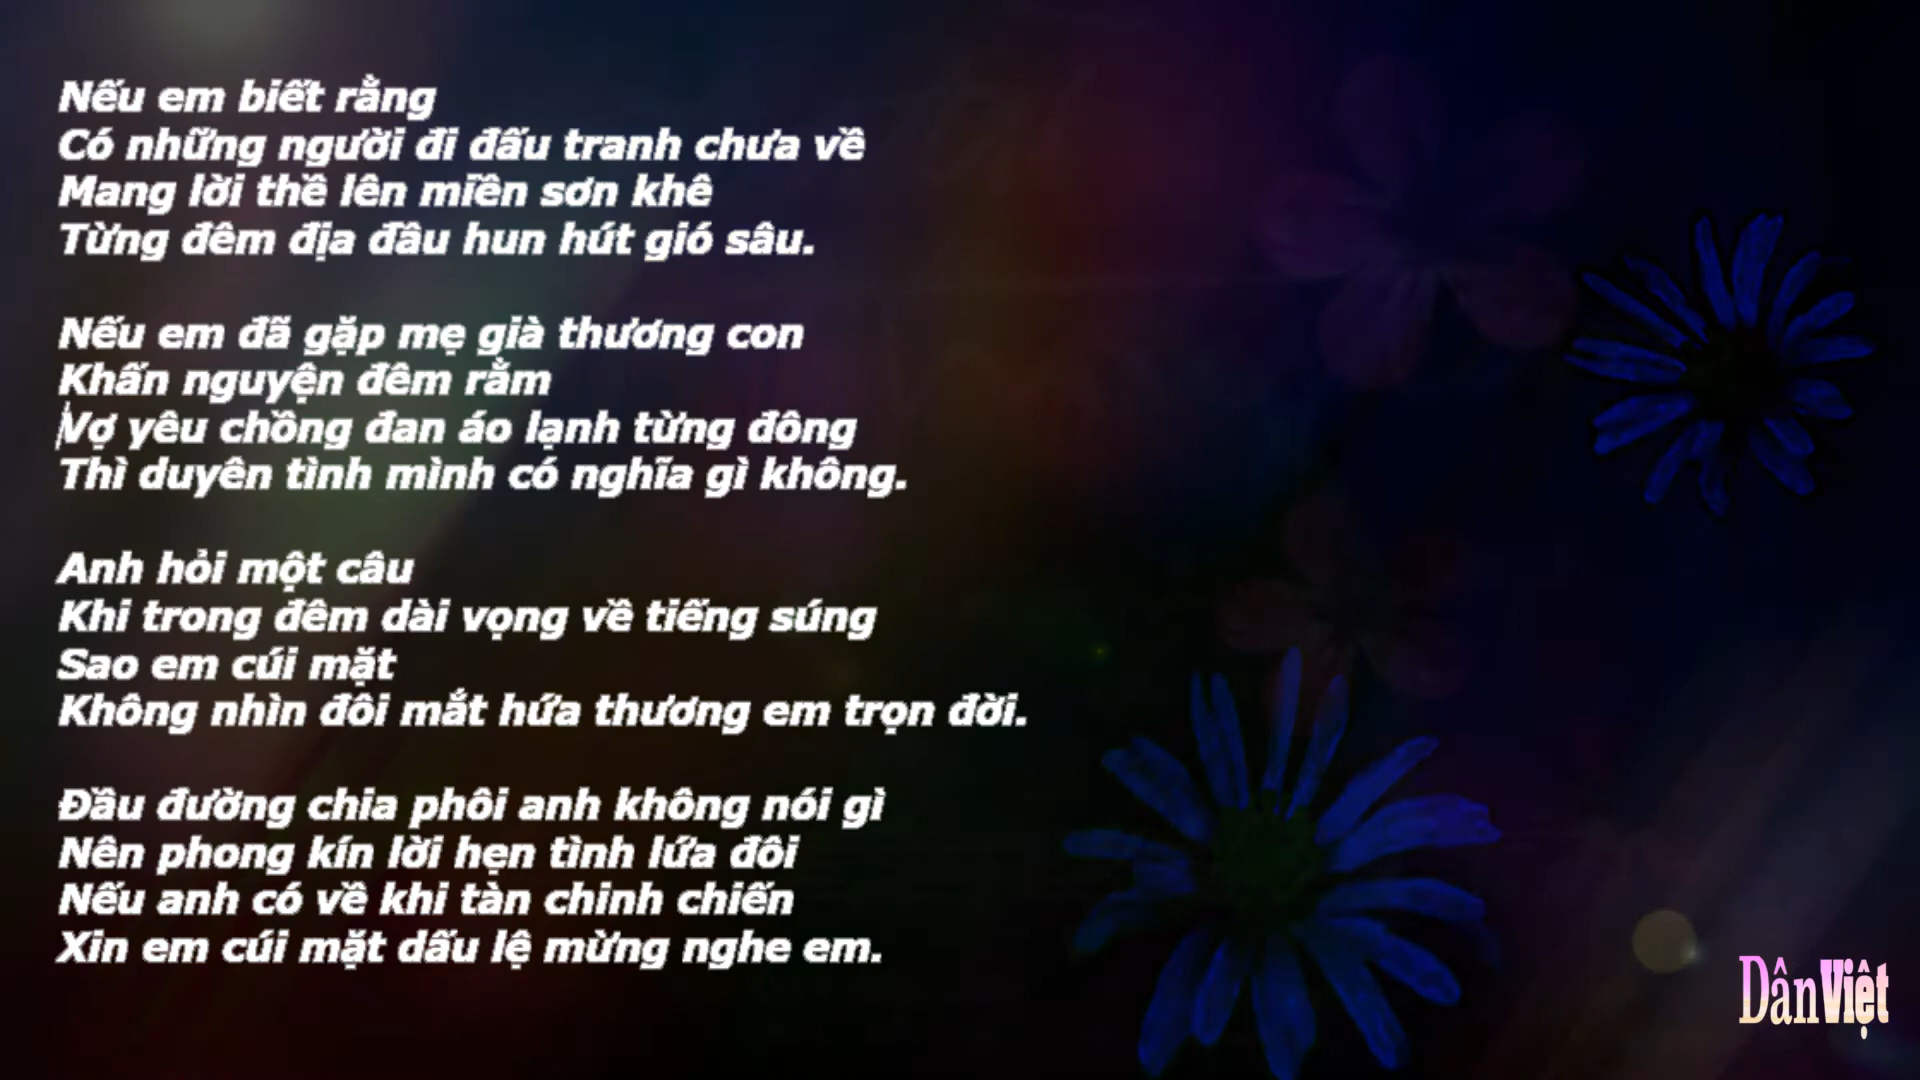 Nếu em biết rằng
Có những người đi đấu tranh chưa về
Mang lời thề lên miền sơn khê
Từng đêm địa đầu hun hút gió sâu.
Nếu em đã gặp mẹ già thương con
Khấn nguyện đêm rằm
Vợ yêu chồng đan áo lạnh từng đông
Thì duyên tình mình có nghĩa gì không.
Anh hỏi một câu
Khi trong đêm dài vọng về tiếng súng
Sao em cúi mặt
Không nhìn đôi mắt hứa thương em trọn đời.
Đầu đường chia phôi anh không nói gì
Nên phong kín lời hẹn tình lứa đôi
Nếu anh có về khi tàn chinh chiến
Xin em cúi mặt dấu lệ mừng nghe em.
DânViệt